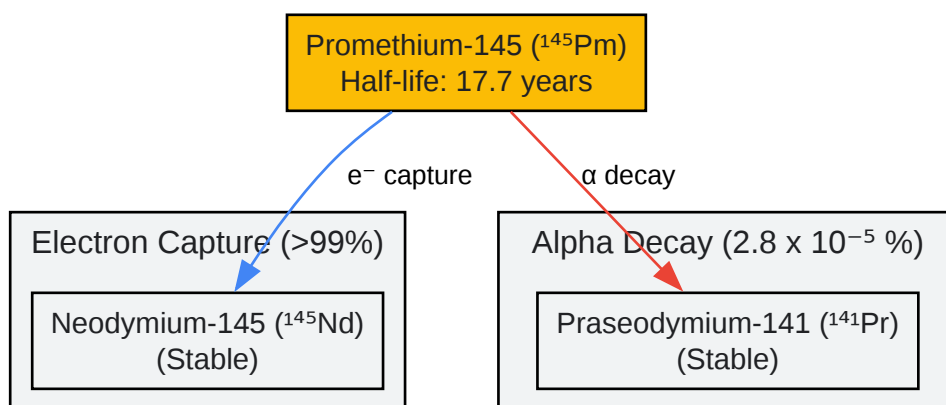 Promethium-145 (¹⁴⁵Pm)
Half-life: 17.7 years
e⁻ capture
α decay
Electron Capture (>99%)
Alpha Decay (2.8 x 10⁻⁵ %)
Neodymium-145 (¹⁴⁵Nd)
(Stable)
Praseodymium-141 (¹⁴¹Pr)
(Stable)